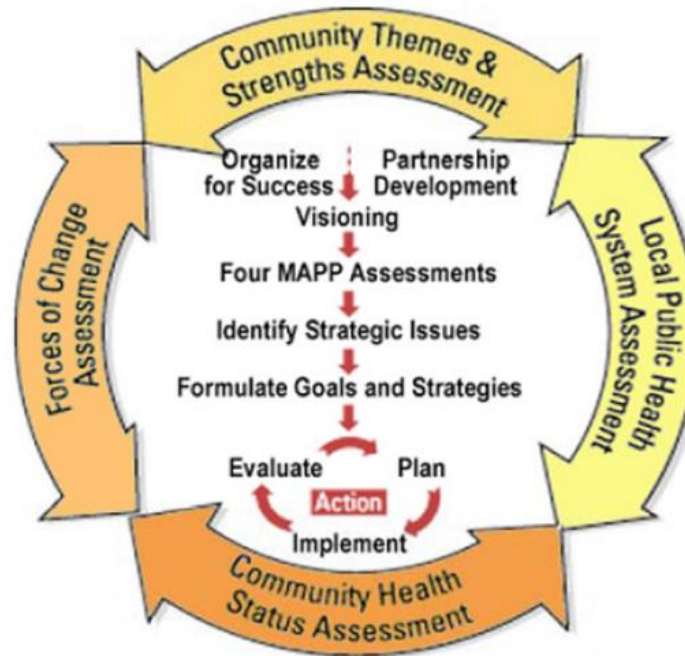 Community Themes &
Strengths Assessment
Organize
for Success
Partnership
Development
Visioning
Four MAPP Assessments
Identify Strategic Issues
Formulate Goals and Strategies
Evaluate
Plan
Action
Implement
Forces of Change
Assessment
Local Public Health
System Assessment
Community Health
Status Assessment